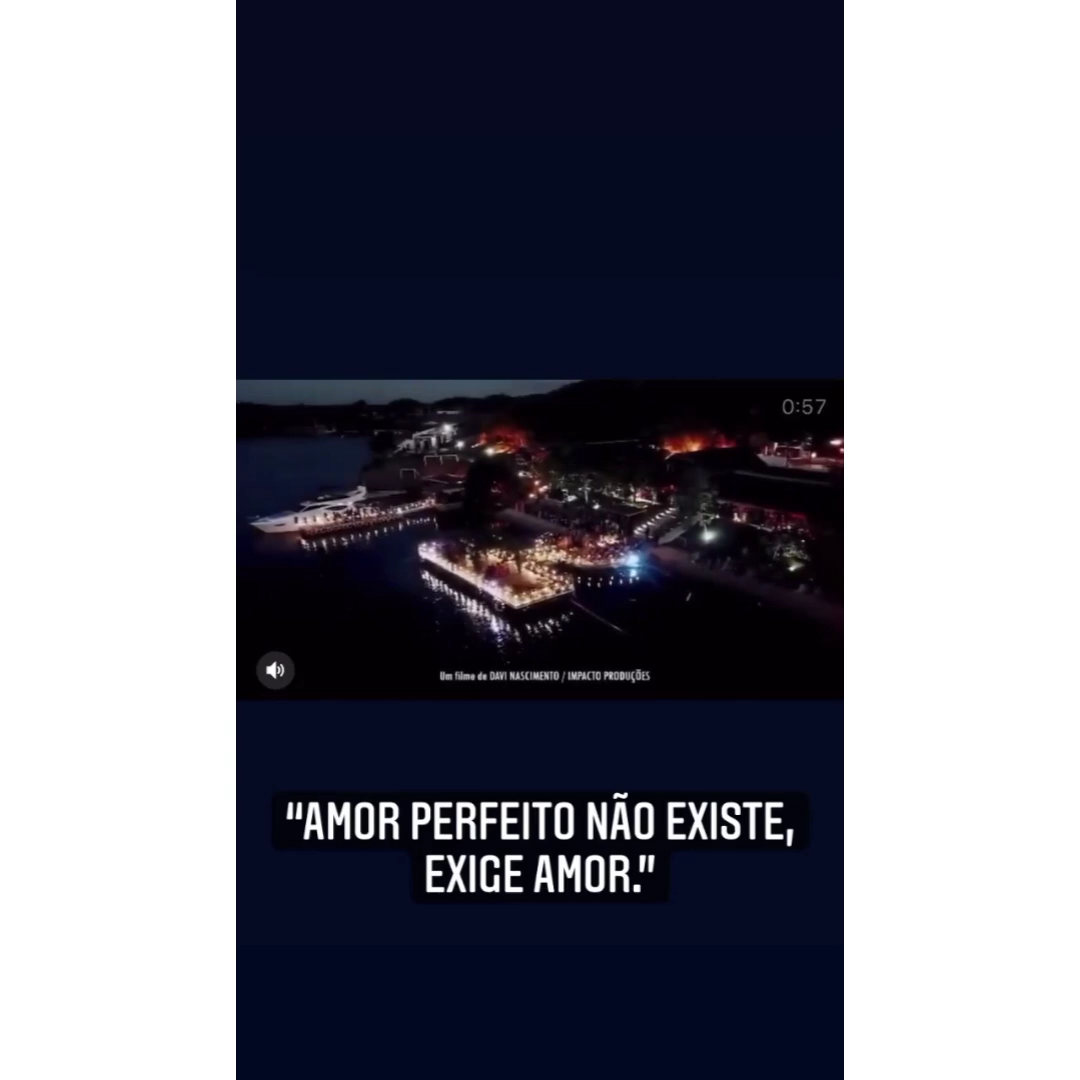 0:57
Um filme de DAVI NASCIMENTO / IMPACTO PRODUÇÕES
"AMOR PERFEITO NÃO EXISTE,
EXIGE AMOR."